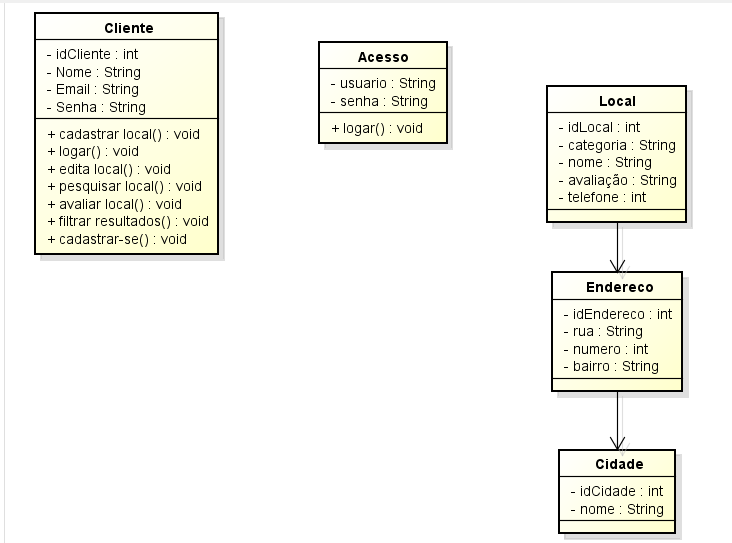 Cliente
- idCliente : int
- Nome : String
- Email : String
- Senha : String
+ cadastrar local() : void
+ logar() : void
+ edita local() : void
+ pesquisar local() : void
+ avaliar local() : void
+ filtrar resultados() : void
+ cadastrar-se() : void
Acesso
- usuario : String
- senha : String
+ logar() : void
Local
- idLocal : int
- categoria : String
- nome : String
- avaliação : String
- telefone : int
Endereco
- idEndereco : int
- rua : String
- numero : int
- bairro : String
Cidade
- idCidade : int
- nome : String